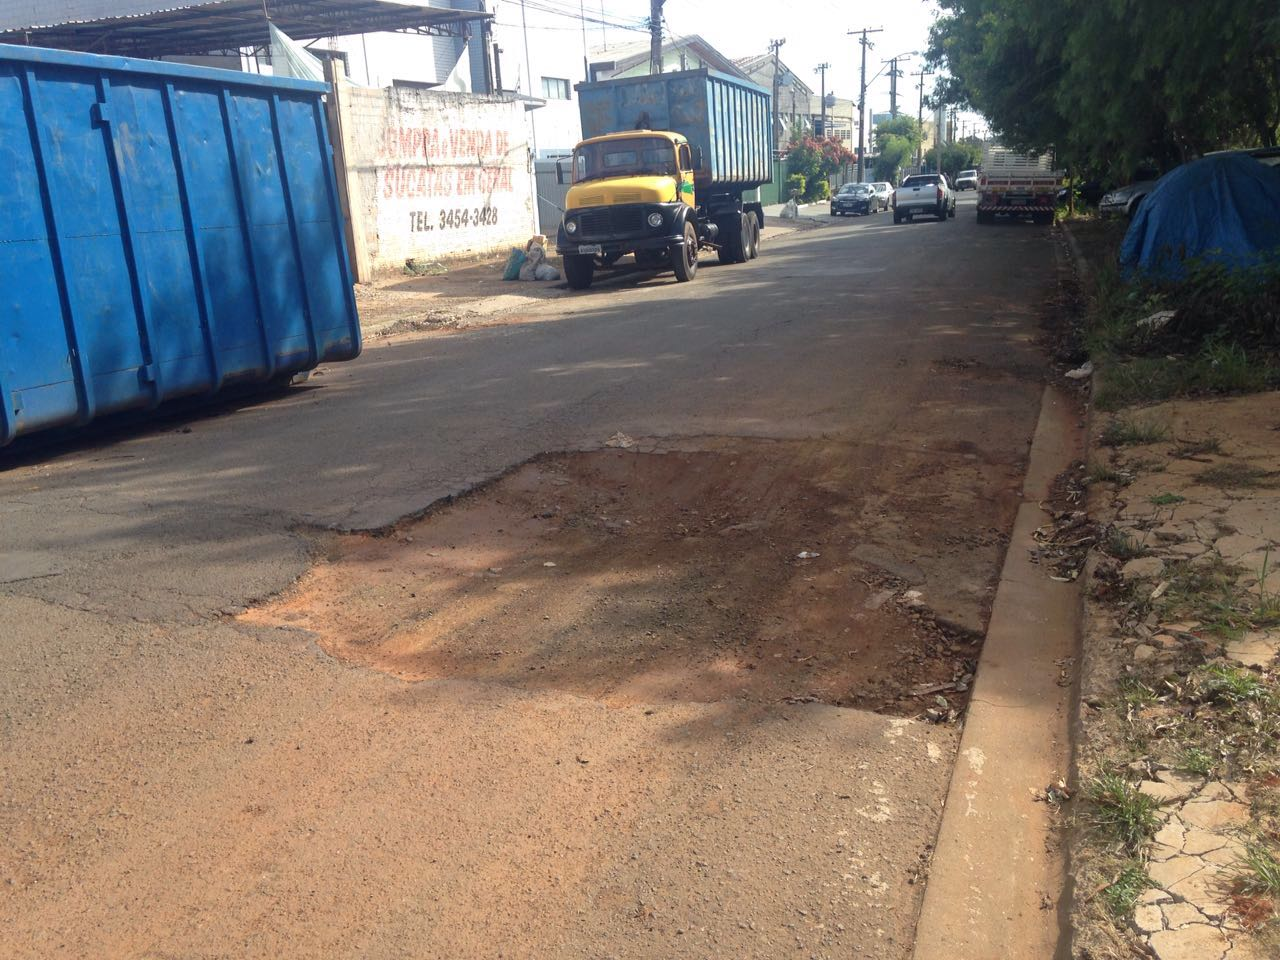 COMPRA E VENDA DE
SUCATAS EM GERAL
TEL. 3454-3428